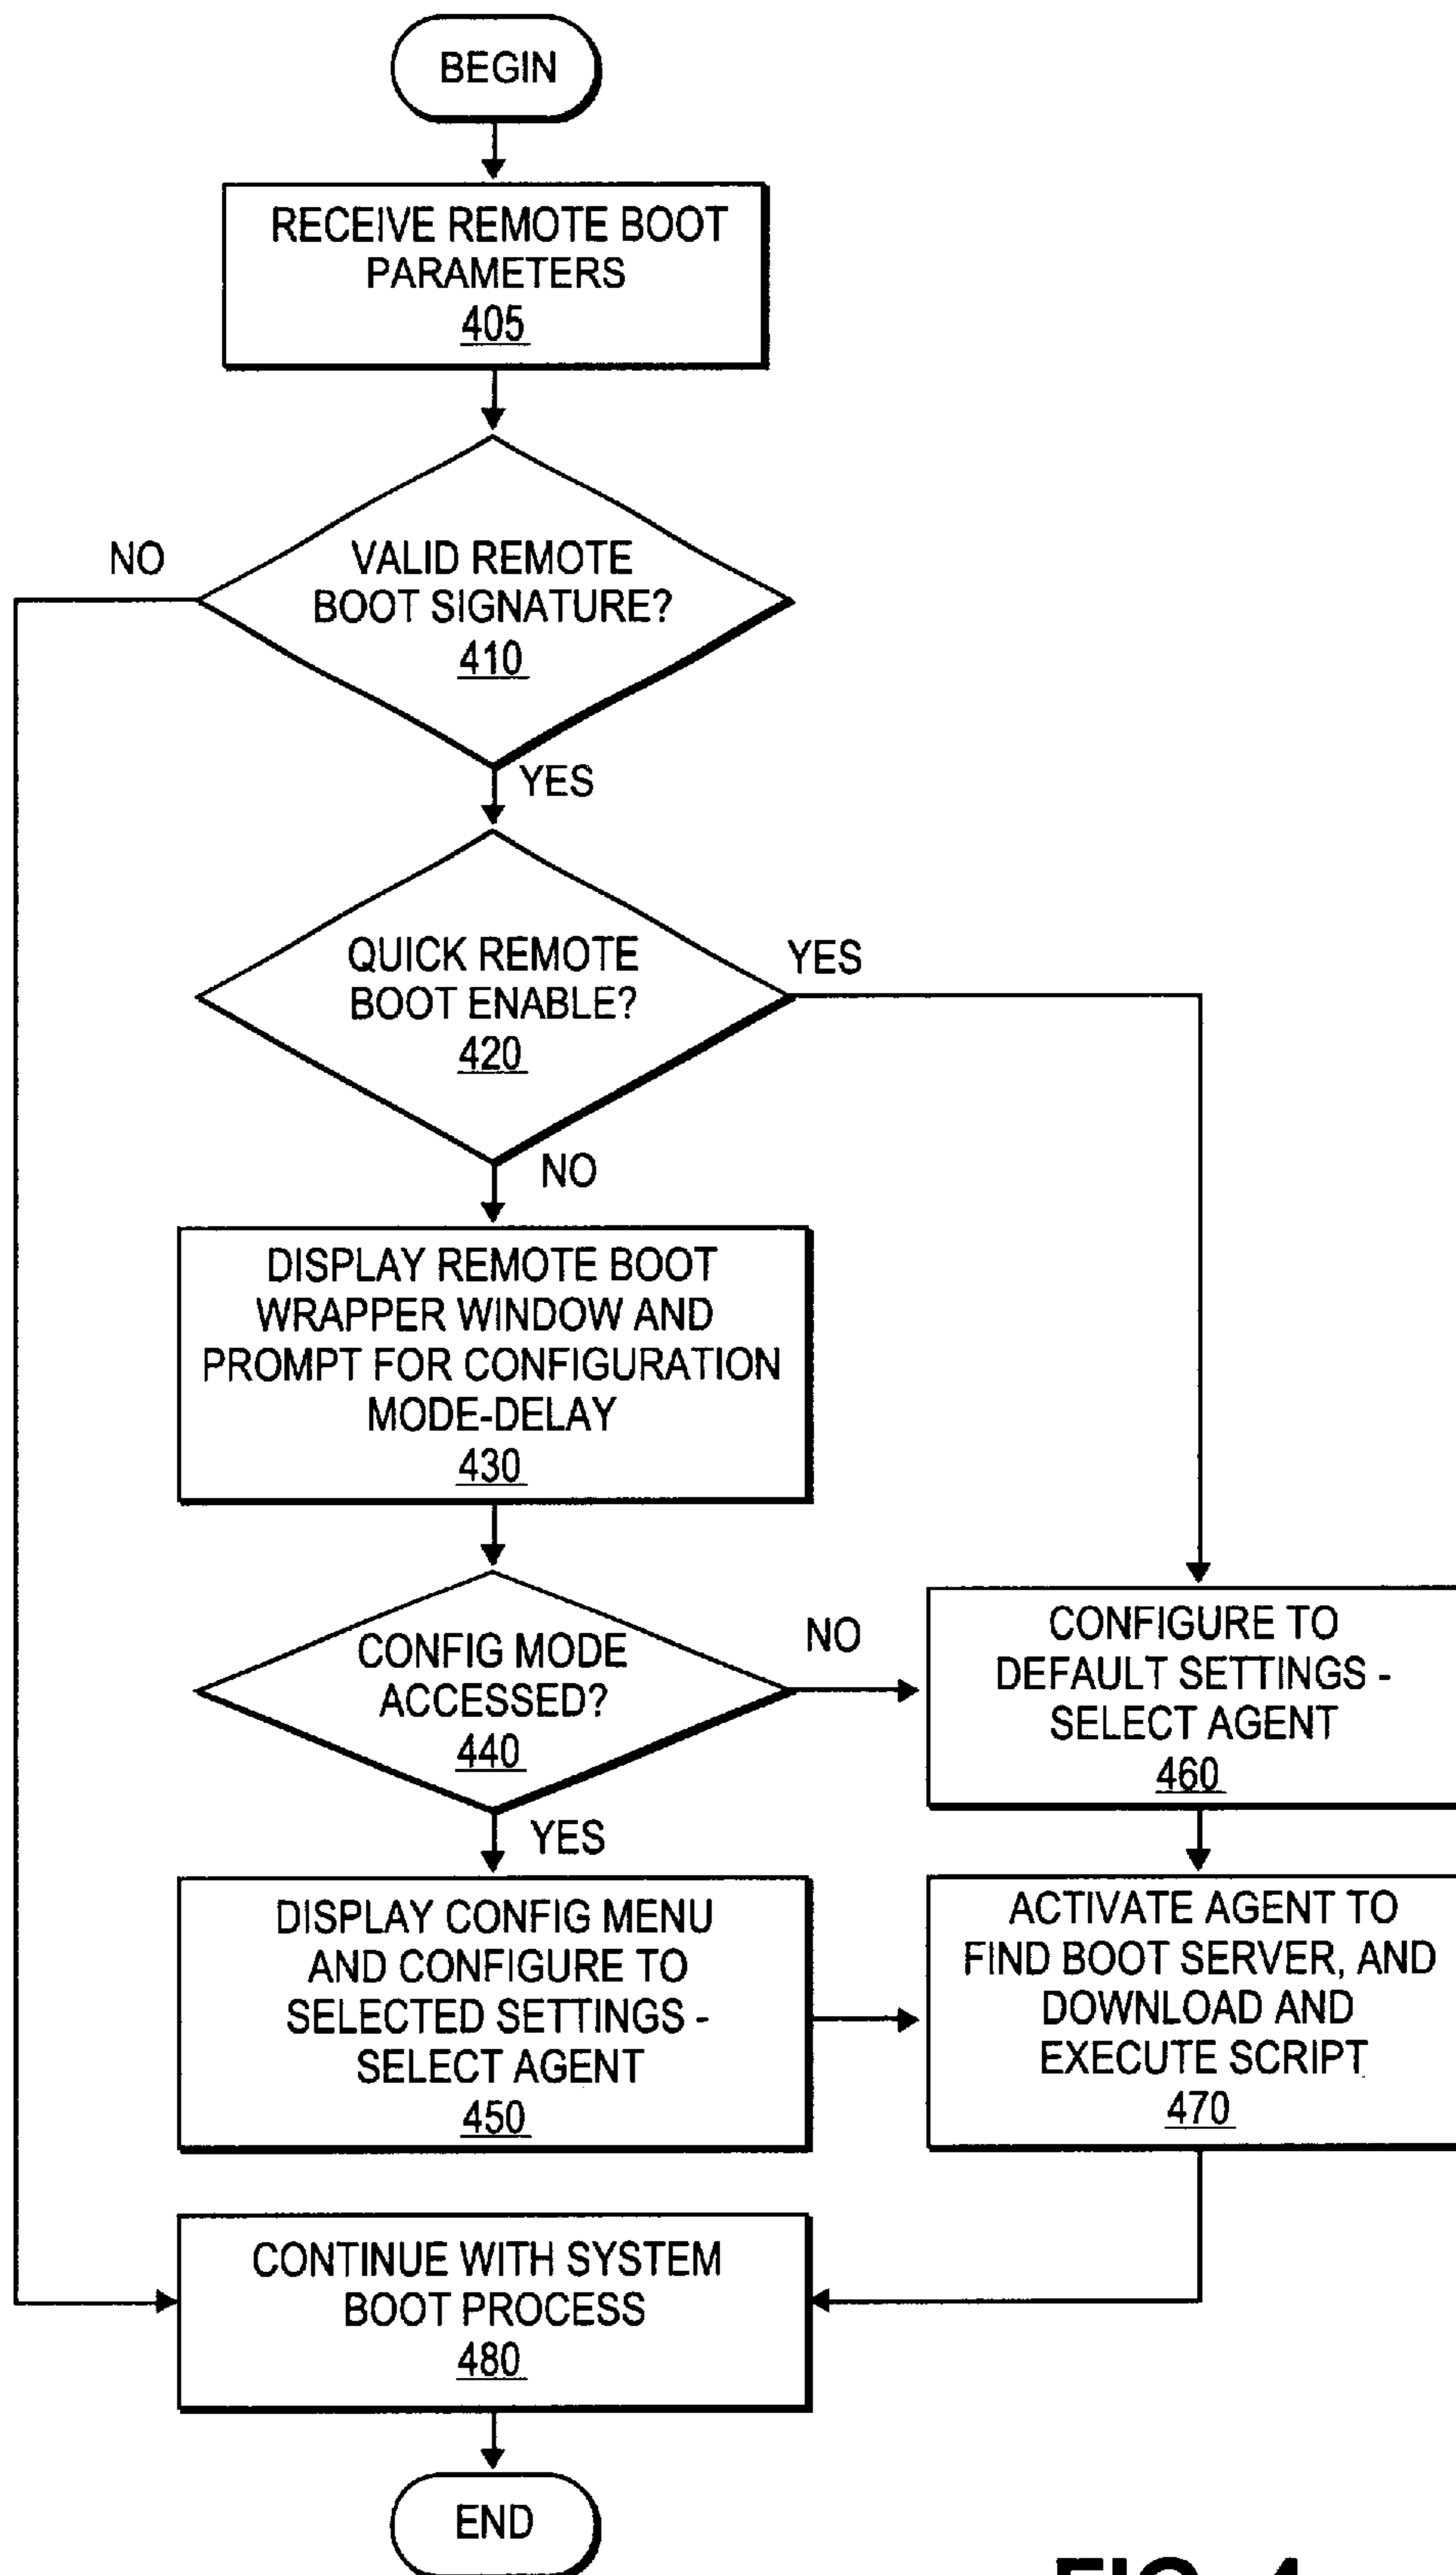 BEGIN
RECEIVE REMOTE BOOT
PARAMETERS
405
NO
VALID REMOTE
BOOT SIGNATURE?
410
YES
QUICK REMOTE
BOOT ENABLE?
420
YES
NO
DISPLAY REMOTE BOOT
WRAPPER WINDOW AND
PROMPT FOR CONFIGURATION
MODE-DELAY
430
CONFIG MODE
ACCESSED?
440
NO
YES
CONFIGURE TO
DEFAULT SETTINGS -
SELECT AGENT
460
DISPLAY CONFIG MENU
AND CONFIGURE TO
SELECTED SETTINGS -
SELECT AGENT
450
ACTIVATE AGENT TO
FIND BOOT SERVER, AND
DOWNLOAD AND
EXECUTE SCRIPT
470
CONTINUE WITH SYSTEM
BOOT PROCESS
480
END